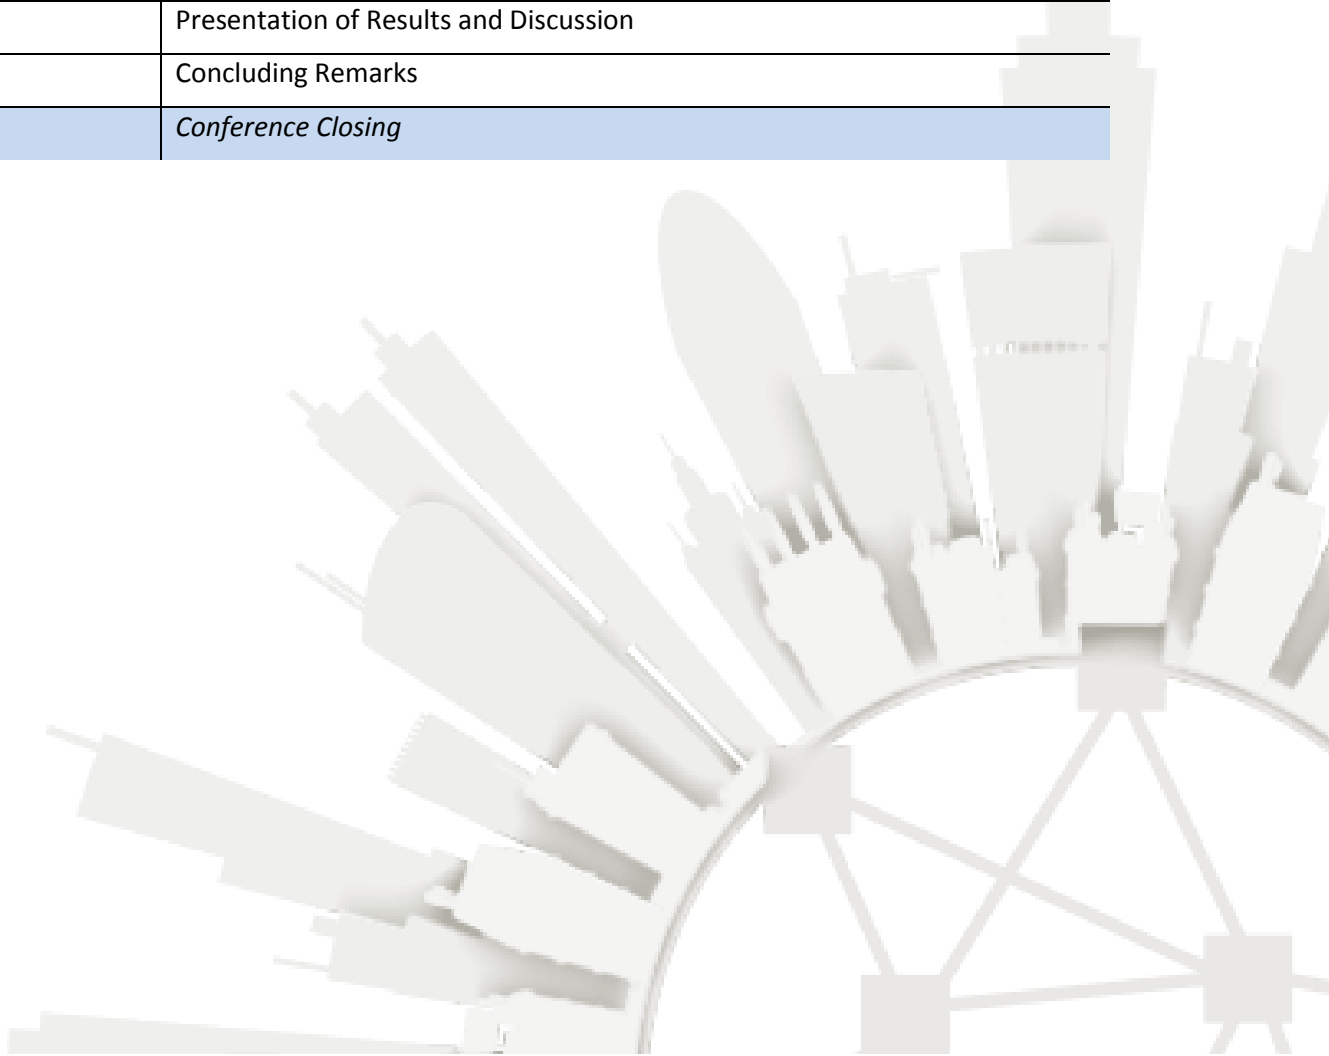 Presentation of Results and Discussion
Concluding Remarks
Conference Closing